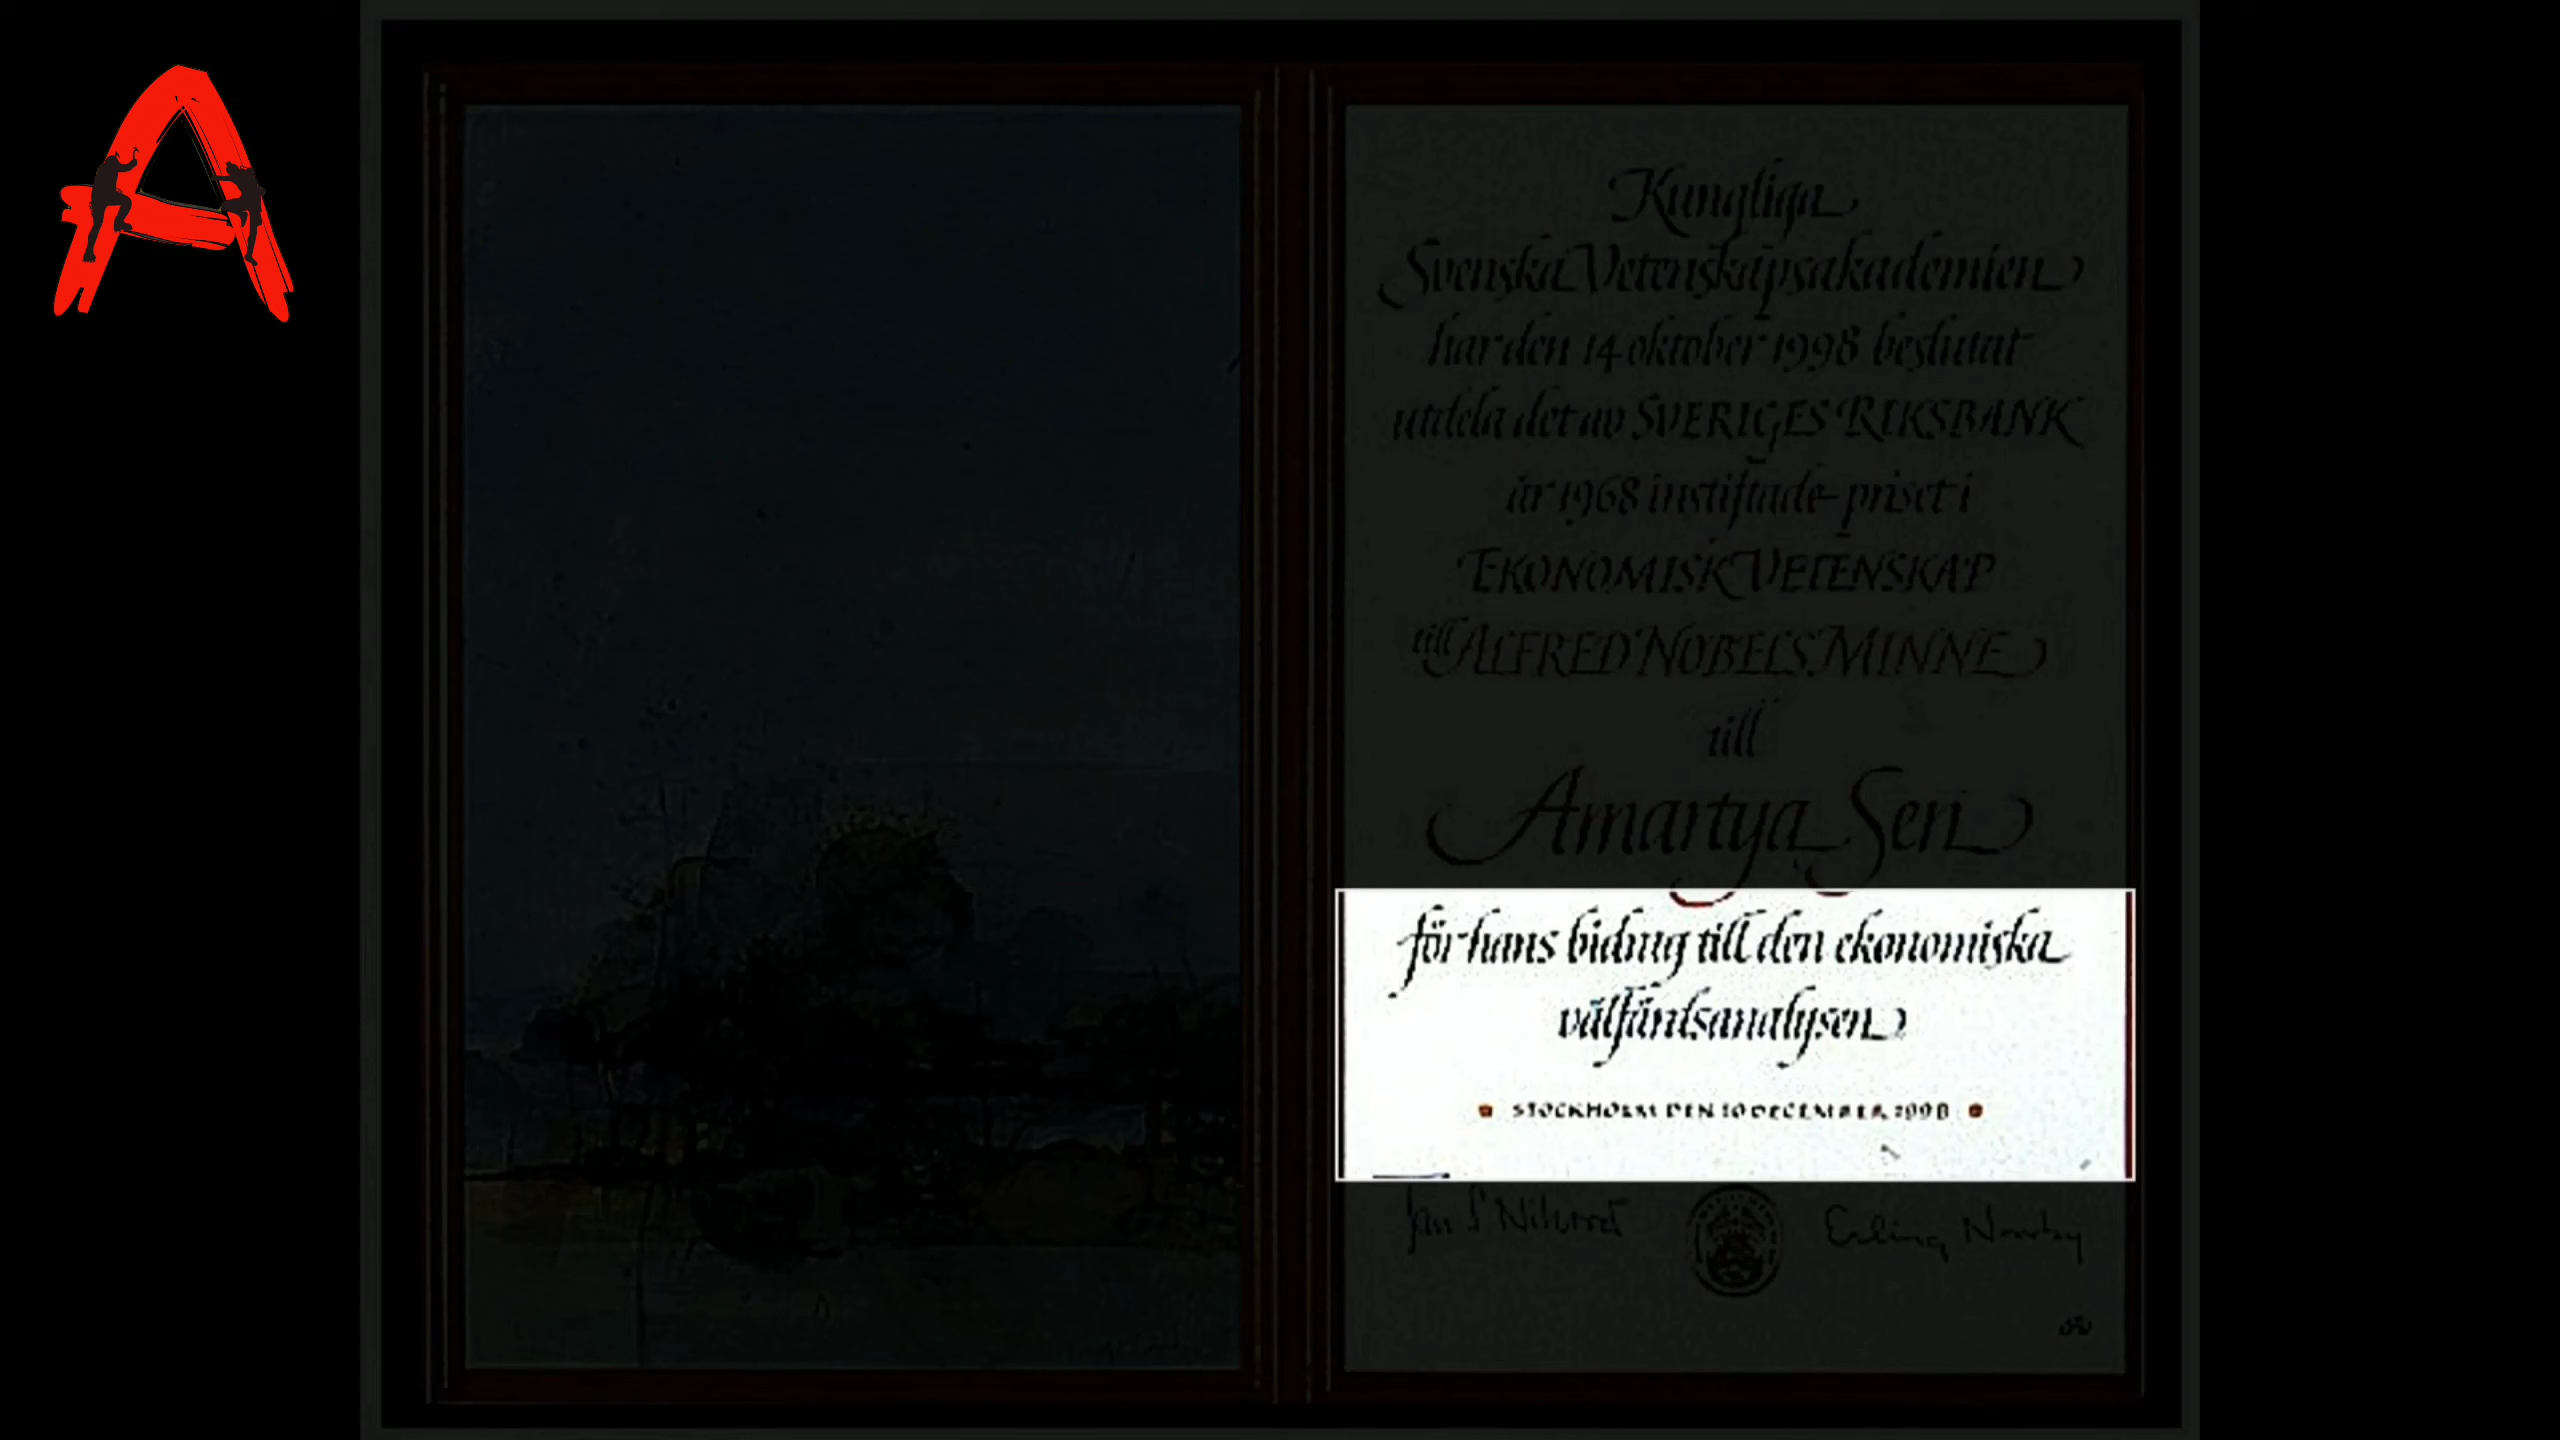 Kungliga
Svenska Vetenskapsakademien
har den 14 oktober 1998 beslutat
utdela det av SVERIGES RIKSBANK
år 1968 instiftade priset i
EKONOMISK VETENSKAP
till ALFRED NOBELS MINNE
till
Amartya Sen
för hans bidrag till den ekonomiska
välfärdsanalysen
STOCKHOLM DEN 10 DECEMBER 1998
Erling Norrby